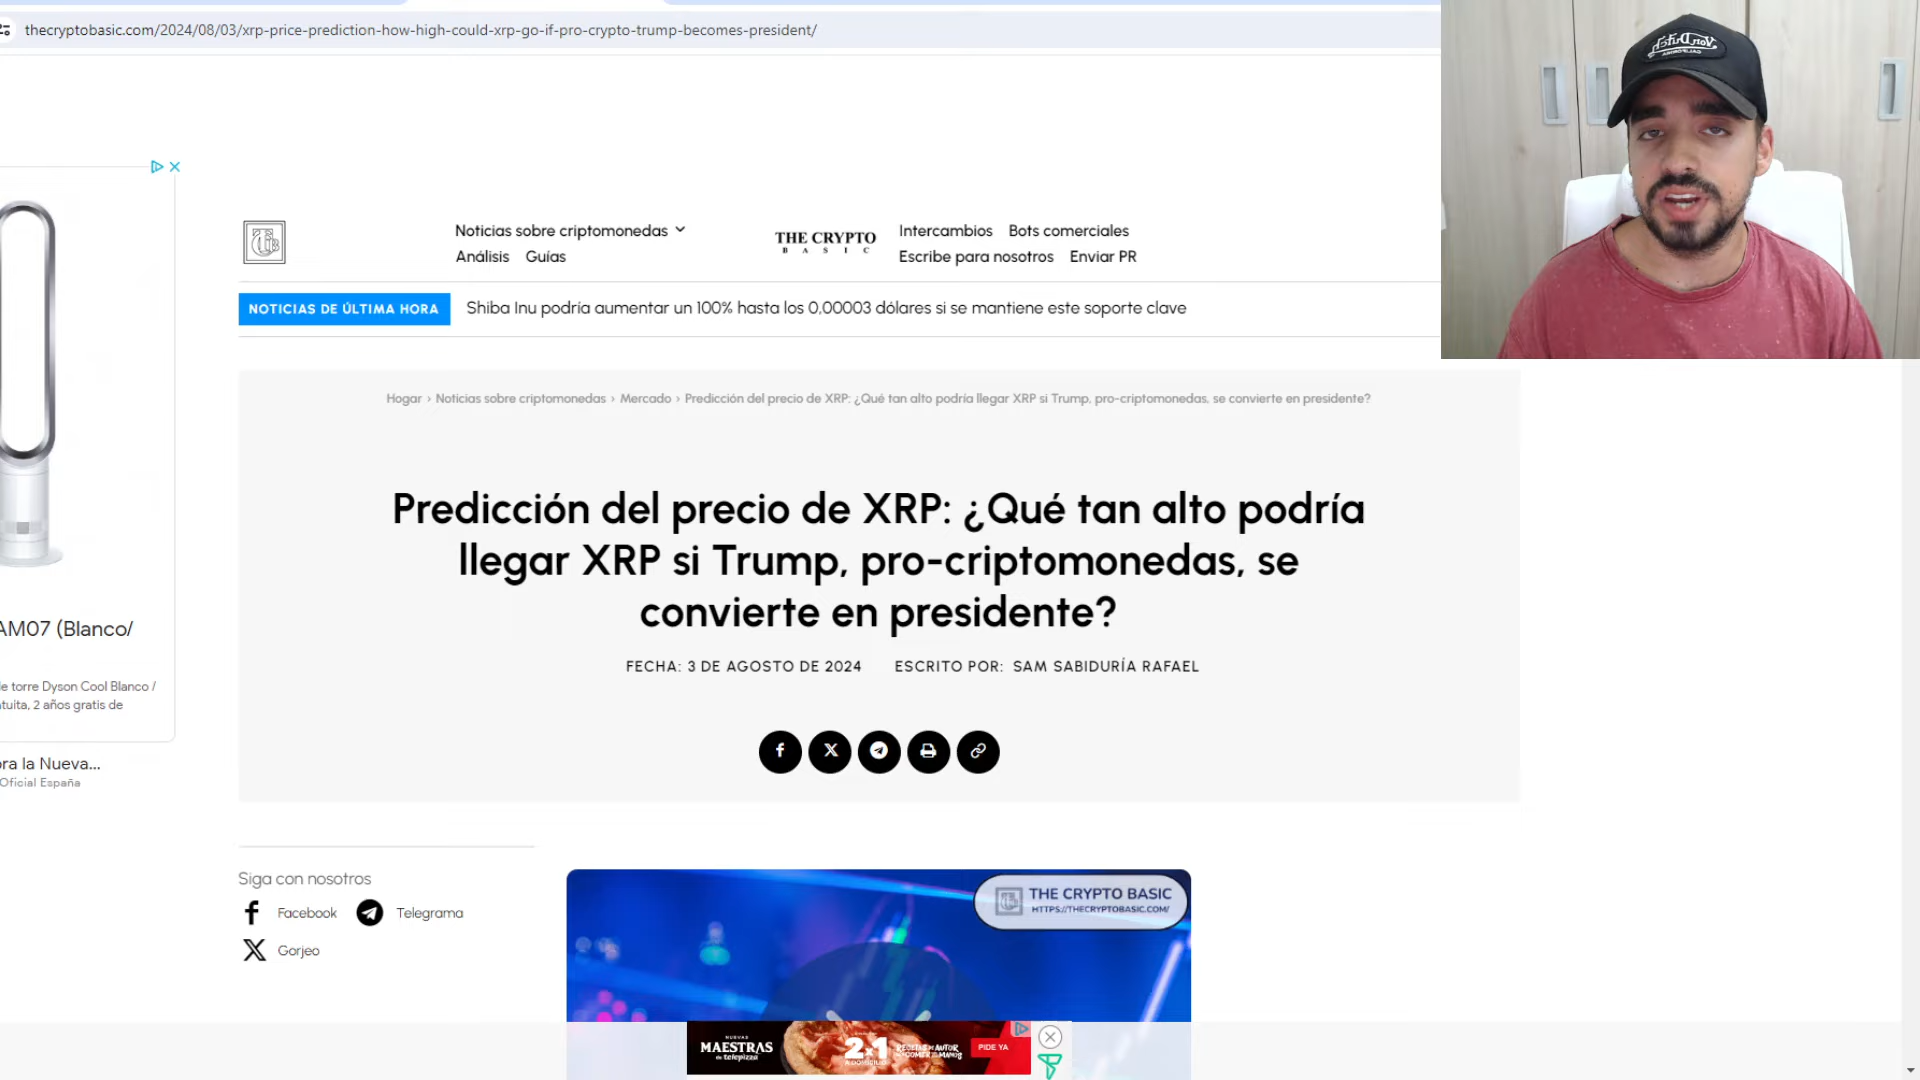 thecryptobasic.com/2024/08/03/xrp-price-prediction-how-high-could-xrp-go-if-pro-crypto-trump-becomes-president/
Noticias sobre criptomonedas
Análisis Guías
THE CRYPTO
BASIC
Intercambios Bots comerciales
Escribe para nosotros Enviar PR
NOTICIAS DE ÚLTIMA HORA
Shiba Inu podría aumentar un 100% hasta los 0,00003 dólares si se mantiene este soporte clave
Hogar › Noticias sobre criptomonedas › Mercado › Predicción del precio de XRP: ¿Qué tan alto podría llegar XRP si Trump, pro-criptomonedas, se convierte en presidente?
Predicción del precio de XRP: ¿Qué tan alto podría
llegar XRP si Trump, pro-criptomonedas, se
convierte en presidente?
FECHA: 3 DE AGOSTO DE 2024 ESCRITO POR: SAM SABIDURÍA RAFAEL
AM07 (Blanco/
e torre Dyson Cool Blanco /
tuita, 2 años gratis de
ra la Nueva...
Oficial España
Siga con nosotros
Facebook Telegrama
Gorjeo
THE CRYPTO BASIC
HTTPS://THECRYPTOBASIC.COM/
NUEVAS
MAESTRAS
de telepizza
2x1
A DOMICILIO
PIDE YA